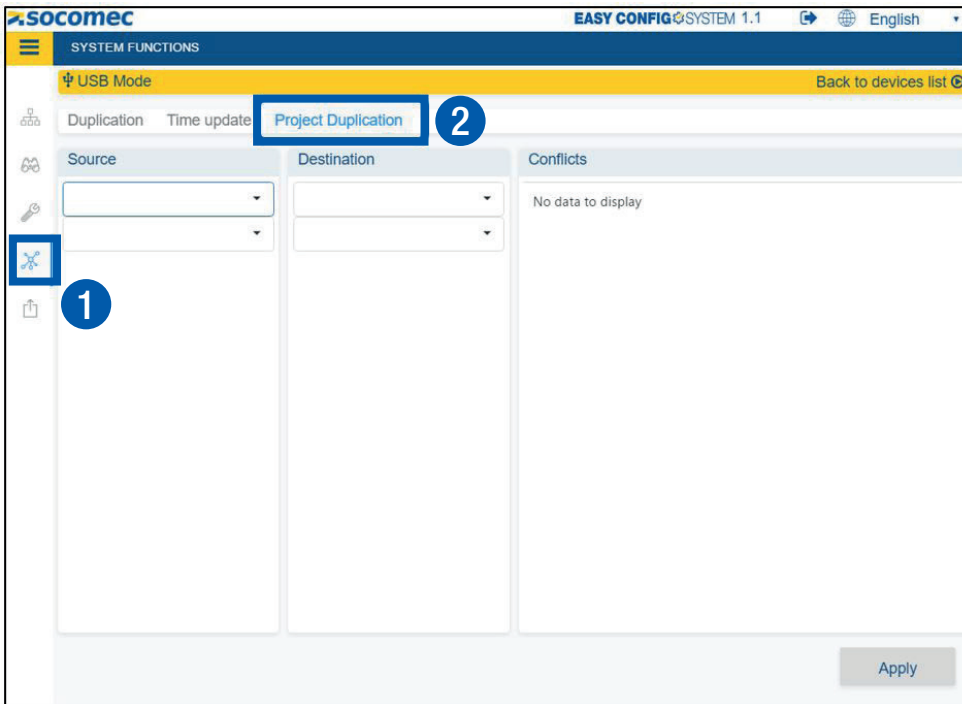 socomec
EASY CONFIG SYSTEM 1.1 English
SYSTEM FUNCTIONS
USB Mode Back to devices list
Duplication Time update Project Duplication 2
Source Destination Conflicts
No data to display
1
Apply